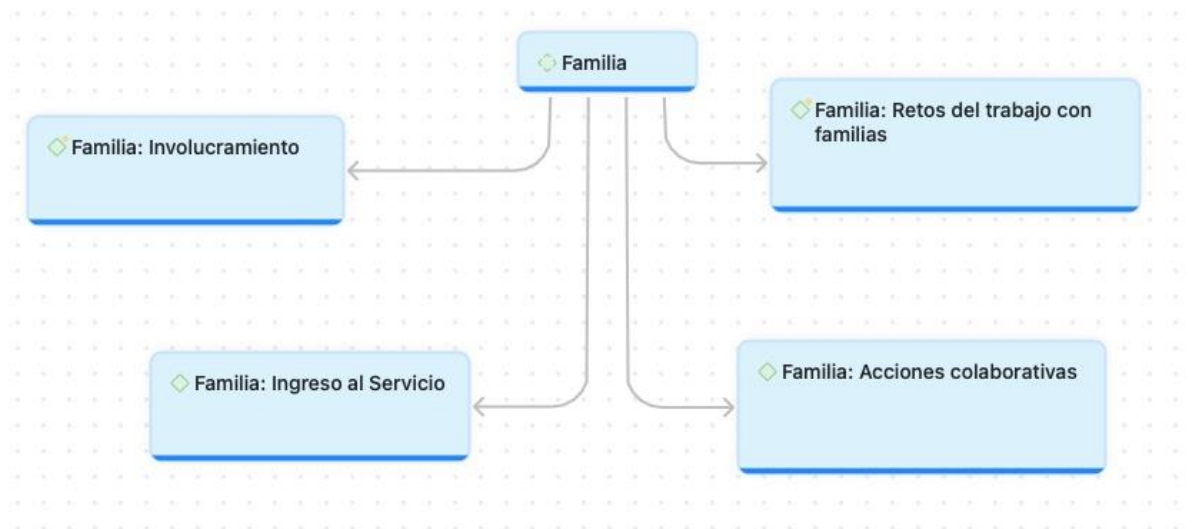 Familia
Familia: Retos del trabajo con
familias
Familia: Involucramiento
Familia: Ingreso al Servicio
Familia: Acciones colaborativas